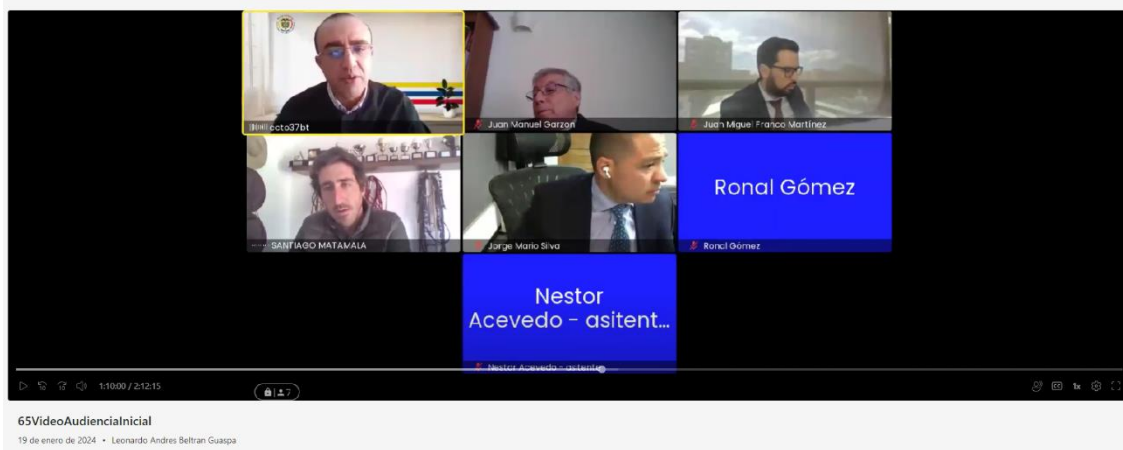 ccto37bt
Juan Manuel Garzon
Juan Miguel Franco Martínez
SANTIAGO MATAMALA
Jorge Mario Silva
Ronal Gómez
Ronal Gómez
Nestor
Acevedo - asitent...
Nestor Acevedo - asitente
1:10:00 / 2:12:15
7
1x
65VideoAudienciaInicial
19 de enero de 2024 • Leonardo Andres Beltran Guaspa